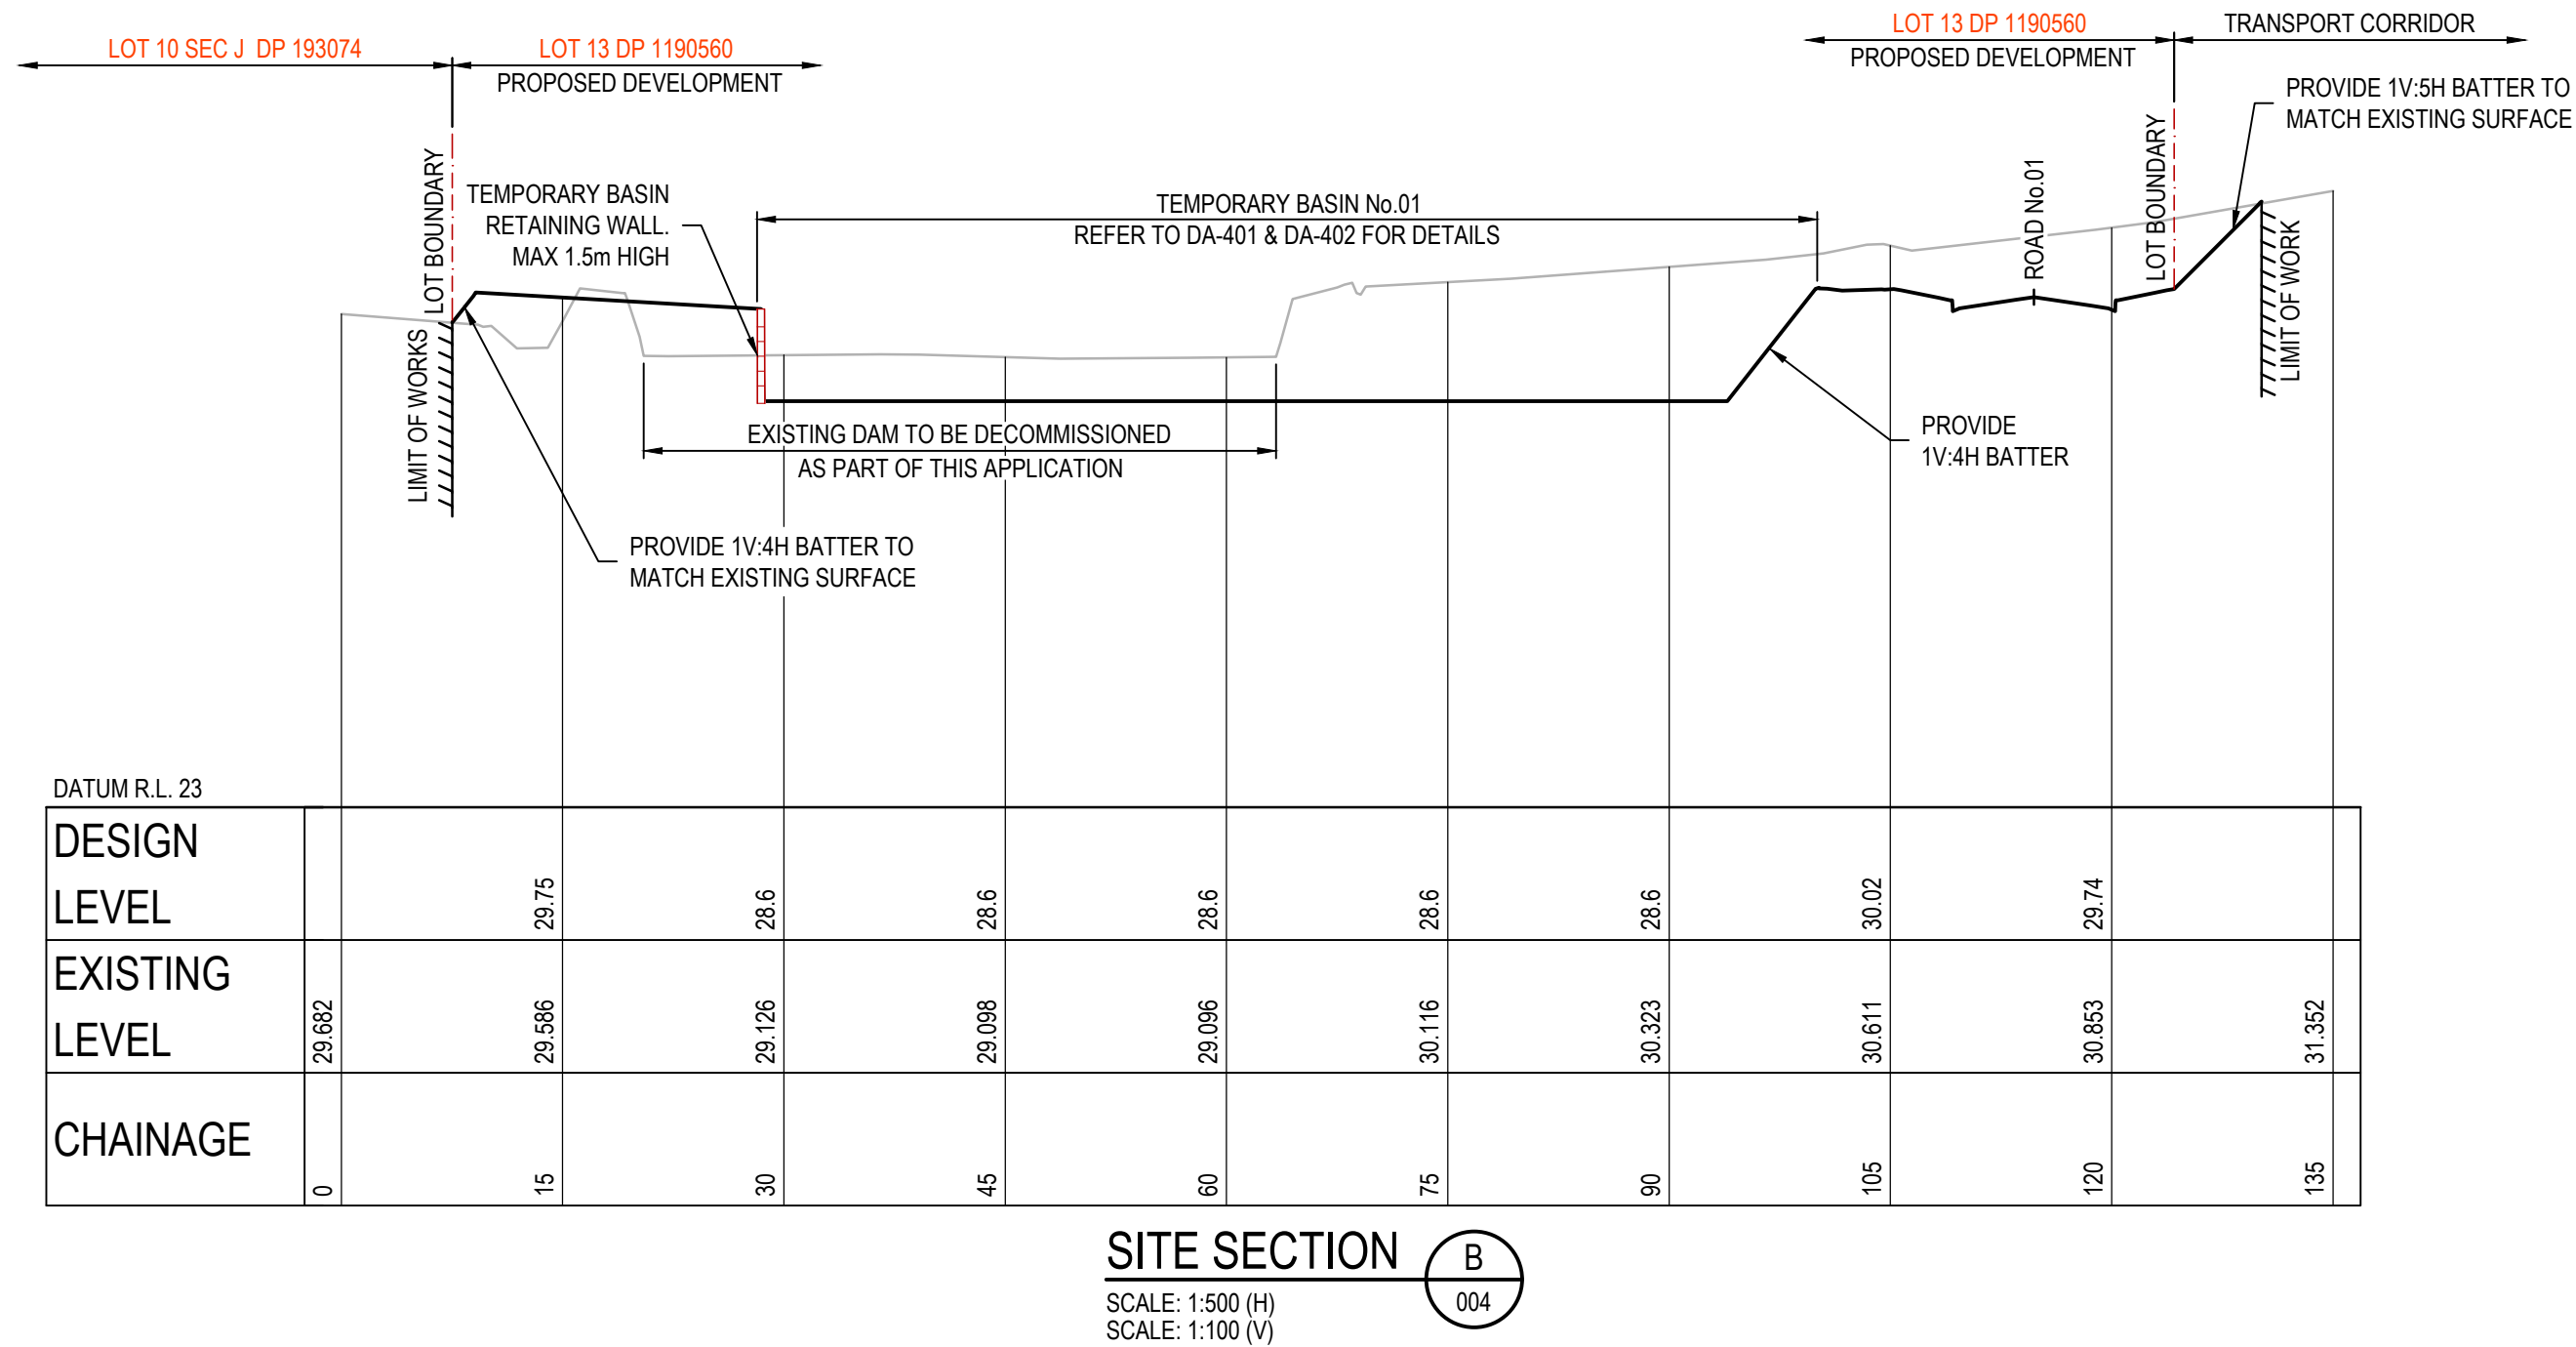 LOT 10 SEC J DP 193074
LOT 13 DP 1190560
PROPOSED DEVELOPMENT
LOT 13 DP 1190560
PROPOSED DEVELOPMENT
TRANSPORT CORRIDOR
PROVIDE 1V:5H BATTER TO
MATCH EXISTING SURFACE
LOT BOUNDARY
LIMIT OF WORKS
TEMPORARY BASIN
RETAINING WALL.
MAX 1.5m HIGH
TEMPORARY BASIN No.01
REFER TO DA-401 & DA-402 FOR DETAILS
ROAD No.01
LOT BOUNDARY
LIMIT OF WORK
EXISTING DAM TO BE DECOMMISSIONED
AS PART OF THIS APPLICATION
PROVIDE
1V:4H BATTER
PROVIDE 1V:4H BATTER TO
MATCH EXISTING SURFACE
DATUM R.L. 23
DESIGN
LEVEL
29.75
28.6
28.6
28.6
28.6
28.6
30.02
29.74
EXISTING
LEVEL
29.682
29.586
29.126
29.098
29.096
30.116
30.323
30.611
30.853
31.352
CHAINAGE
0
15
30
45
60
75
90
105
120
135
SITE SECTION
B
004
SCALE: 1:500 (H)
SCALE: 1:100 (V)